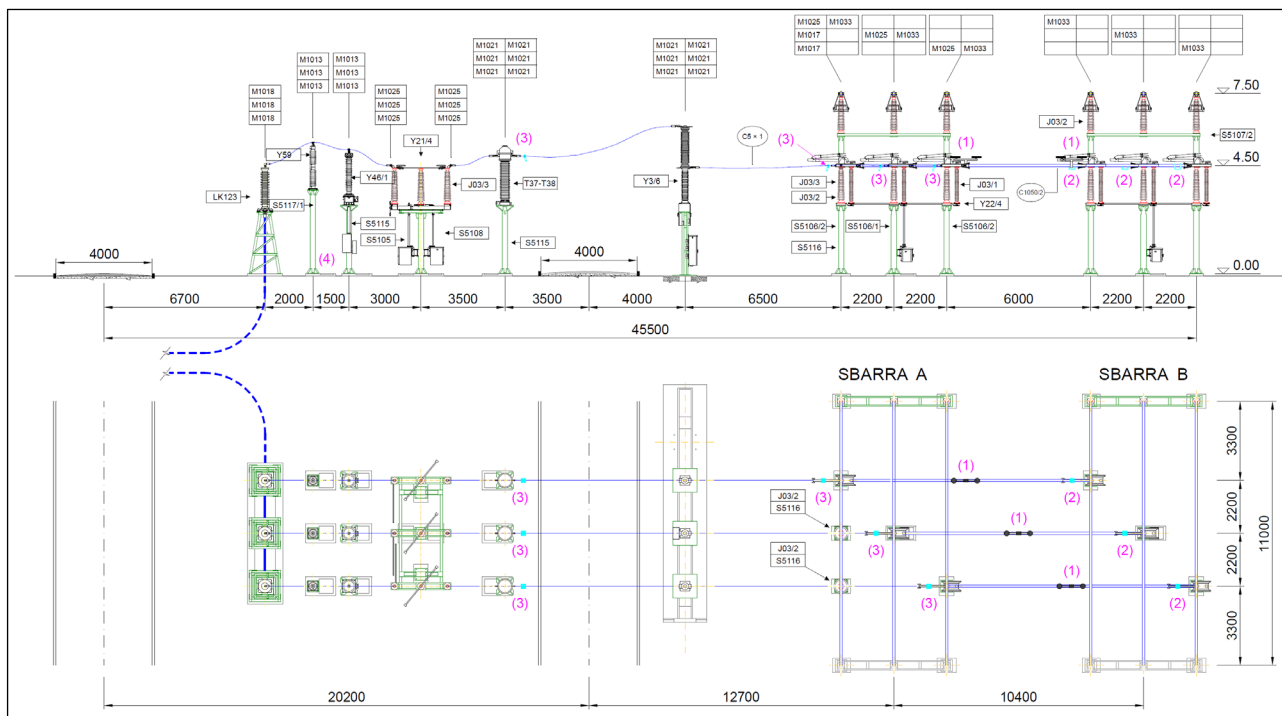 M1018
M1018
M1018
M1013
M1013
M1013
M1013
M1013
M1013
M1025
M1025
M1025
M1025
M1025
M1025
M1021 M1021
M1021 M1021
M1021 M1021
M1021 M1021
M1021 M1021
M1021 M1021
M1025 M1033
M1017
M1017
M1025 M1033
M1025 M1033
M1033
M1033
M1033
7.50
4.50
0.00
Y59
Y46/1
Y21/4
J03/3
(3)
T37-T38
LK123
S5117/1
S5115
S5105
S5108
S5115
(4)
Y3/6
C5 × 1
(3)
J03/3
J03/2
(3)
(3)
(1)
J03/1
Y22/4
S5106/2
S5116
S5106/1
S5106/2
C1050/2
(1)
J03/2
S5107/2
(2)
(2)
(2)
4000
4000
6700
2000
1500
3000
3500
3500
4000
6500
2200
2200
6000
2200
2200
45500
SBARRA A
SBARRA B
(3)
(3)
(3)
(3)
(3)
(3)
(1)
(1)
(1)
(2)
(2)
(2)
J03/2
S5116
J03/2
S5116
3300
2200
2200
3300
11000
20200
12700
10400